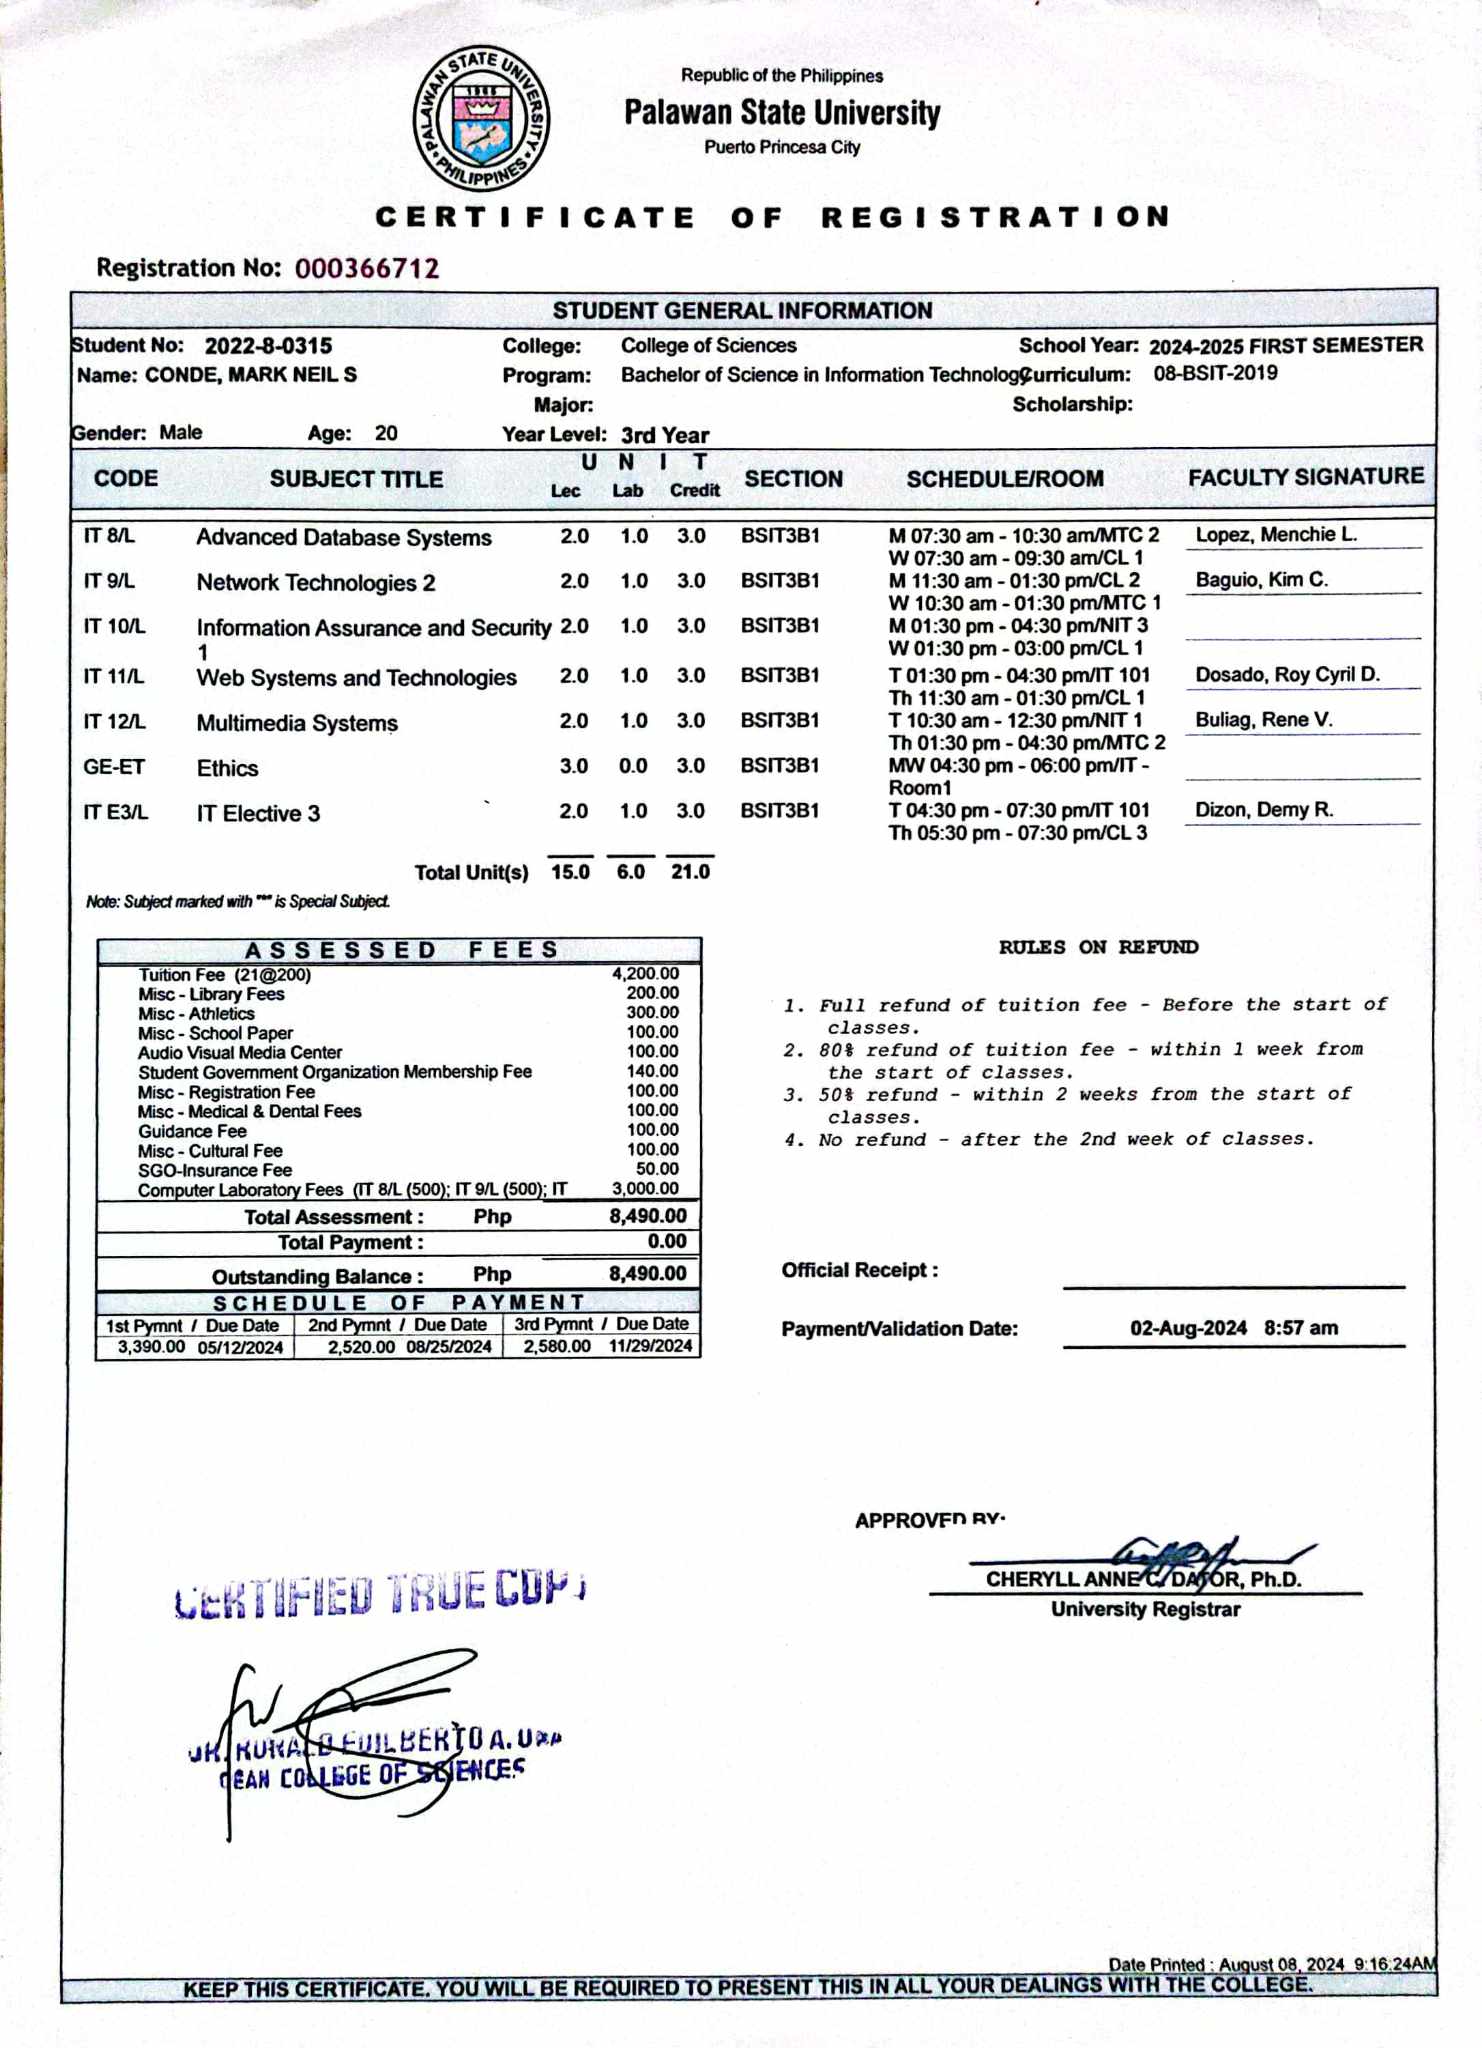 PALAWAN STATE UNIVERSITY
1965
PHILIPPINES
Republic of the Philippines
Palawan State University
Puerto Princesa City
CERTIFICATE OF REGISTRATION
Registration No: 000366712
STUDENT GENERAL INFORMATION
Student No: 2022-8-0315 College: College of Sciences School Year: 2024-2025 FIRST SEMESTER
Name: CONDE, MARK NEIL S Program: Bachelor of Science in Information Technology Curriculum: 08-BSIT-2019
Major: Scholarship:
Gender: Male Age: 20 Year Level: 3rd Year
CODE SUBJECT TITLE UNIT SECTION SCHEDULE/ROOM FACULTY SIGNATURE
Lec Lab Credit
IT 8/L Advanced Database Systems 2.0 1.0 3.0 BSIT3B1 M 07:30 am - 10:30 am/MTC 2 Lopez, Menchie L.
W 07:30 am - 09:30 am/CL 1
IT 9/L Network Technologies 2 2.0 1.0 3.0 BSIT3B1 M 11:30 am - 01:30 pm/CL 2 Baguio, Kim C.
W 10:30 am - 01:30 pm/MTC 1
IT 10/L Information Assurance and Security 2.0 1.0 3.0 BSIT3B1 M 01:30 pm - 04:30 pm/NIT 3
1 W 01:30 pm - 03:00 pm/CL 1
IT 11/L Web Systems and Technologies 2.0 1.0 3.0 BSIT3B1 T 01:30 pm - 04:30 pm/IT 101 Dosado, Roy Cyril D.
Th 11:30 am - 01:30 pm/CL 1
IT 12/L Multimedia Systems 2.0 1.0 3.0 BSIT3B1 T 10:30 am - 12:30 pm/NIT 1 Buliag, Rene V.
Th 01:30 pm - 04:30 pm/MTC 2
GE-ET Ethics 3.0 0.0 3.0 BSIT3B1 MW 04:30 pm - 06:00 pm/IT -
Room1
IT E3/L IT Elective 3 2.0 1.0 3.0 BSIT3B1 T 04:30 pm - 07:30 pm/IT 101 Dizon, Demy R.
Th 05:30 pm - 07:30 pm/CL 3
Total Unit(s) 15.0 6.0 21.0
Note: Subject marked with "*" is Special Subject.
ASSESSED FEES
Tuition Fee (21@200) 4,200.00
Misc - Library Fees 200.00
Misc - Athletics 300.00
Misc - School Paper 100.00
Audio Visual Media Center 100.00
Student Government Organization Membership Fee 140.00
Misc - Registration Fee 100.00
Misc - Medical & Dental Fees 100.00
Guidance Fee 100.00
Misc - Cultural Fee 100.00
SGO-Insurance Fee 50.00
Computer Laboratory Fees (IT 8/L (500); IT 9/L (500); IT 3,000.00
Total Assessment : Php 8,490.00
Total Payment : 0.00
Outstanding Balance : Php 8,490.00
SCHEDULE OF PAYMENT
1st Pymnt / Due Date 2nd Pymnt / Due Date 3rd Pymnt / Due Date
3,390.00 05/12/2024 2,520.00 08/25/2024 2,580.00 11/29/2024
RULES ON REFUND
1. Full refund of tuition fee - Before the start of
classes.
2. 80% refund of tuition fee - within 1 week from
the start of classes.
3. 50% refund - within 2 weeks from the start of
classes.
4. No refund - after the 2nd week of classes.
Official Receipt :
Payment/Validation Date: 02-Aug-2024 8:57 am
APPROVED BY:
CHERYLL ANNE C. DATOR, Ph.D.
University Registrar
CERTIFIED TRUE COPY
DR. RONALD EDILBERTO A.
DEAN COLLEGE OF SCIENCES
Date Printed : August 08, 2024 9:16:24AM
KEEP THIS CERTIFICATE. YOU WILL BE REQUIRED TO PRESENT THIS IN ALL YOUR DEALINGS WITH THE COLLEGE.